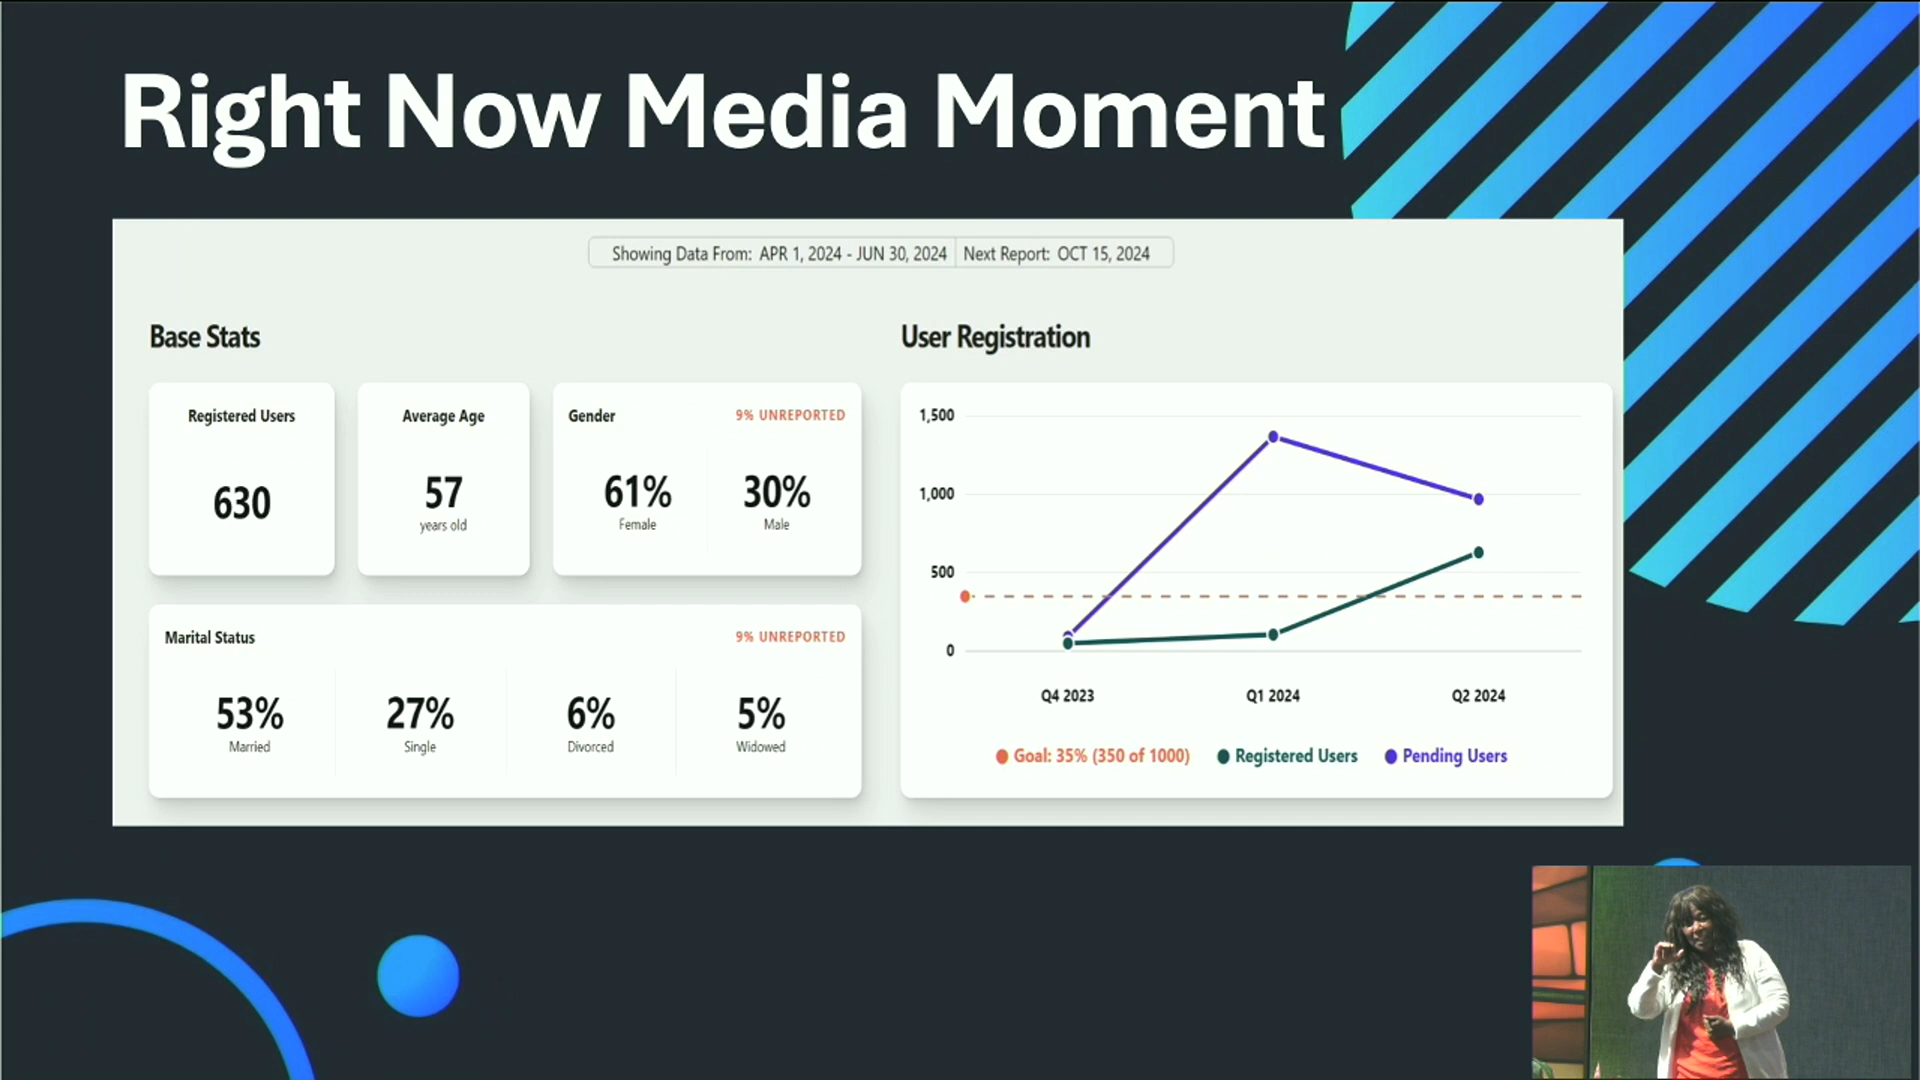 Right Now Media Moment
Showing Data From: APR 1, 2024 - JUN 30, 2024 Next Report: OCT 15, 2024
Base Stats
Registered Users
630
Average Age
57
years old
Gender
9% UNREPORTED
61%
Female
30%
Male
Marital Status
9% UNREPORTED
53%
Married
27%
Single
6%
Divorced
5%
Widowed
User Registration
1,500
1,000
500
0
Q4 2023
Q1 2024
Q2 2024
Goal: 35% (350 of 1000)
Registered Users
Pending Users